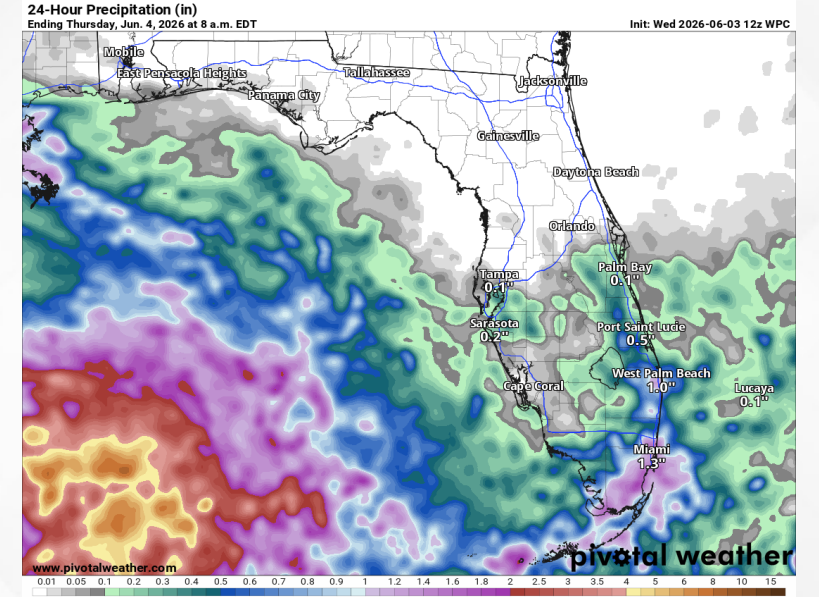 24-Hour Precipitation (in)
Ending Thursday, Jun. 4, 2026 at 8 a.m. EDT
Init: Wed 2026-06-03 12z WPC
Mobile
East Pensacola Heights
Tallahassee
Jacksonville
Panama City
Gainesville
Daytona Beach
Orlando
Tampa
0.1"
Palm Bay
0.1"
Sarasota
0.2"
Port Saint Lucie
0.5"
West Palm Beach
1.0"
Cape Coral
Lucaya
0.1"
Miami
1.3"
pivotal weather
www.pivotalweather.com
0.01 0.05 0.1 0.2 0.3 0.4 0.5 0.6 0.7 0.8 0.9 1 1.2 1.4 1.6 1.8 2 2.5 3 3.5 4 5 6 8 10 15